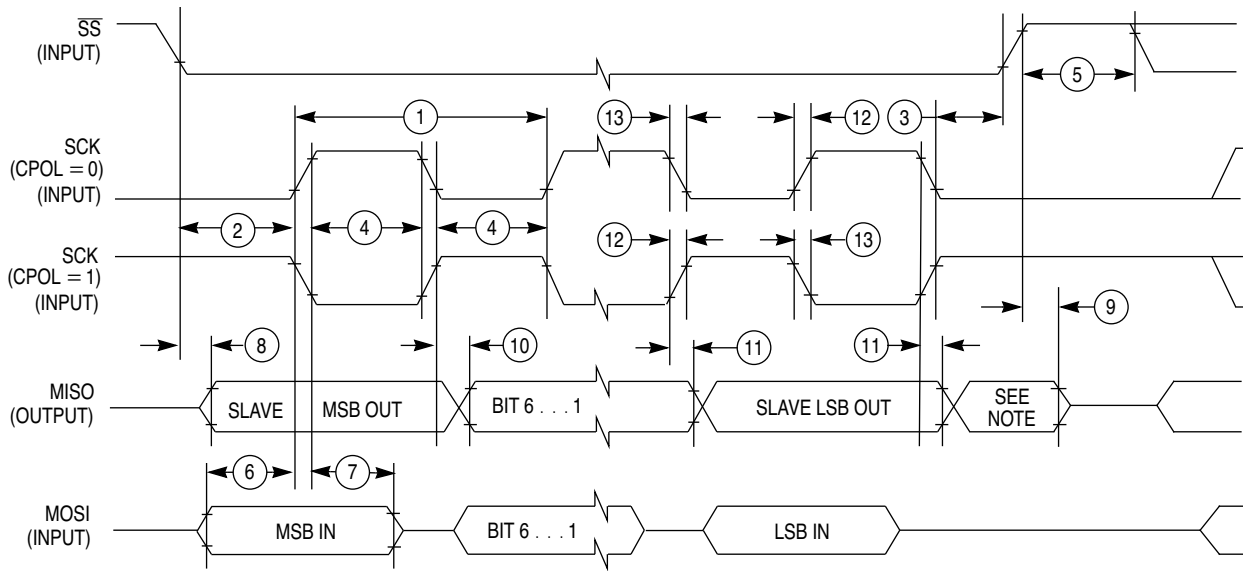 SS
(INPUT)
5
1
13
12
3
SCK
(CPOL = 0)
(INPUT)
2
4
4
12
13
SCK
(CPOL = 1)
(INPUT)
9
8
10
11
11
MISO
(OUTPUT)
SLAVE
MSB OUT
BIT 6 . . . 1
SLAVE LSB OUT
SEE
NOTE
6
7
MOSI
(INPUT)
MSB IN
BIT 6 . . . 1
LSB IN